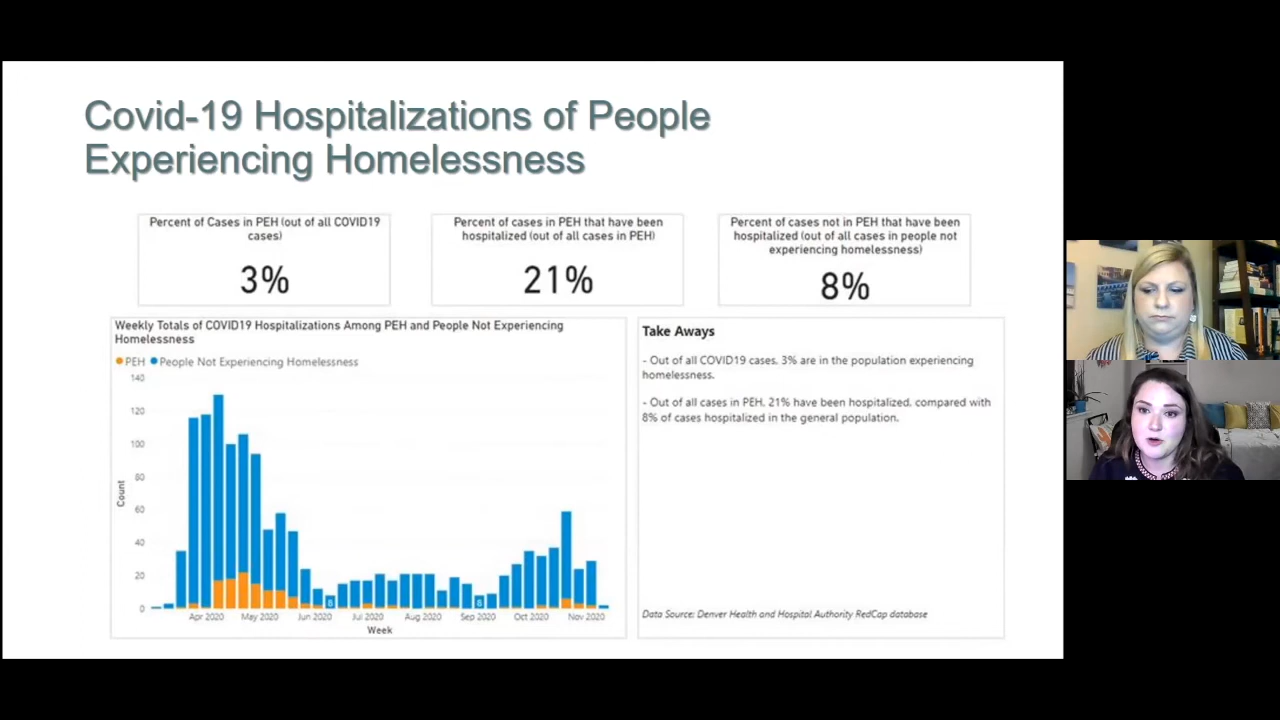 Covid-19 Hospitalizations of People
Experiencing Homelessness
Percent of Cases in PEH (out of all COVID19
cases)
3%
Percent of cases in PEH that have been
hospitalized (out of all cases in PEH)
21%
Percent of cases not in PEH that have been
hospitalized (out of all cases in people not
experiencing homelessness)
8%
Weekly Totals of COVID19 Hospitalizations Among PEH and People Not Experiencing
Homelessness
PEH People Not Experiencing Homelessness
140
120
100
80
60
40
20
0
Count
8
8
Apr 2020 May 2020 Jun 2020 Jul 2020 Aug 2020 Sep 2020 Oct 2020 Nov 2020
Week
Take Aways
- Out of all COVID19 cases, 3% are in the population experiencing
homelessness.
- Out of all cases in PEH, 21% have been hospitalized, compared with
8% of cases hospitalized in the general population.
Data Source: Denver Health and Hospital Authority RedCap database